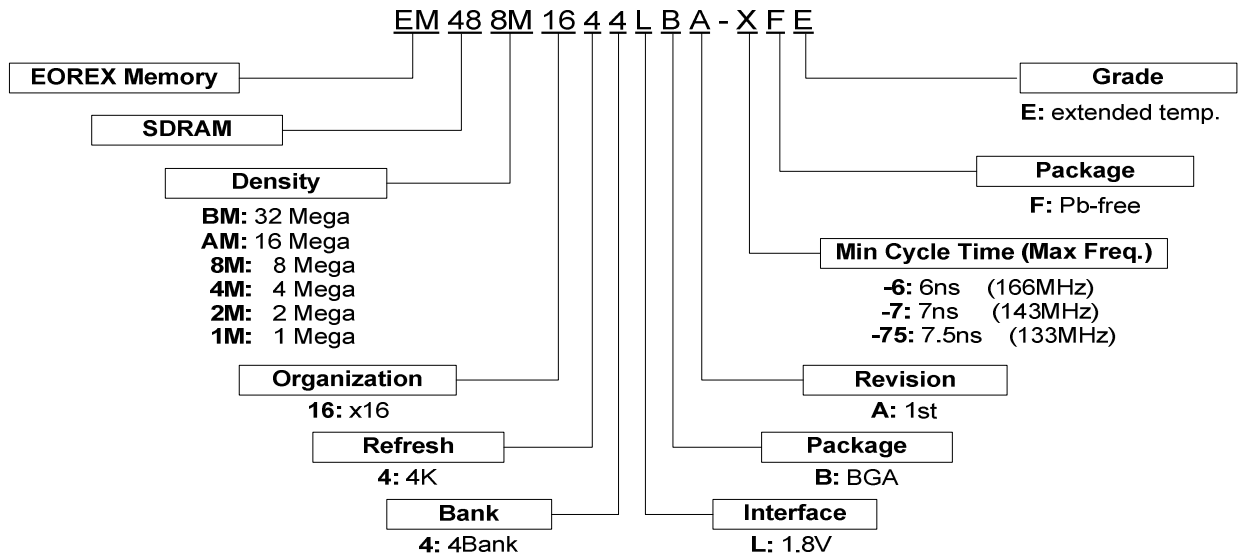 EM 48 8M 16 4 4 L B A - X F E
EOREX Memory
SDRAM
Density
BM: 32 Mega
AM: 16 Mega
8M: 8 Mega
4M: 4 Mega
2M: 2 Mega
1M: 1 Mega
Organization
16: x16
Refresh
4: 4K
Bank
4: 4Bank
Grade
E: extended temp.
Package
F: Pb-free
Min Cycle Time (Max Freq.)
-6: 6ns (166MHz)
-7: 7ns (143MHz)
-75: 7.5ns (133MHz)
Revision
A: 1st
Package
B: BGA
Interface
L: 1.8V